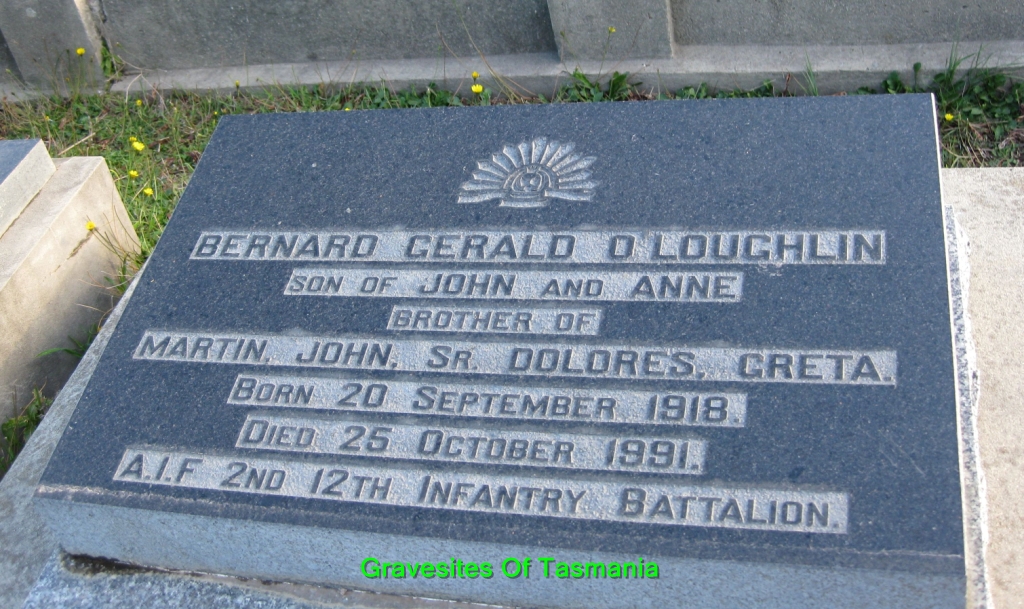 BERNARD GERALD O'LOUGHLIN
SON OF JOHN AND ANNE
BROTHER OF
MARTIN, JOHN, SR. DOLORES, GRETA.
BORN 20 SEPTEMBER 1918.
DIED 25 OCTOBER 1991.
A.I.F 2ND 12TH INFANTRY BATTALION.
Gravesites Of Tasmania